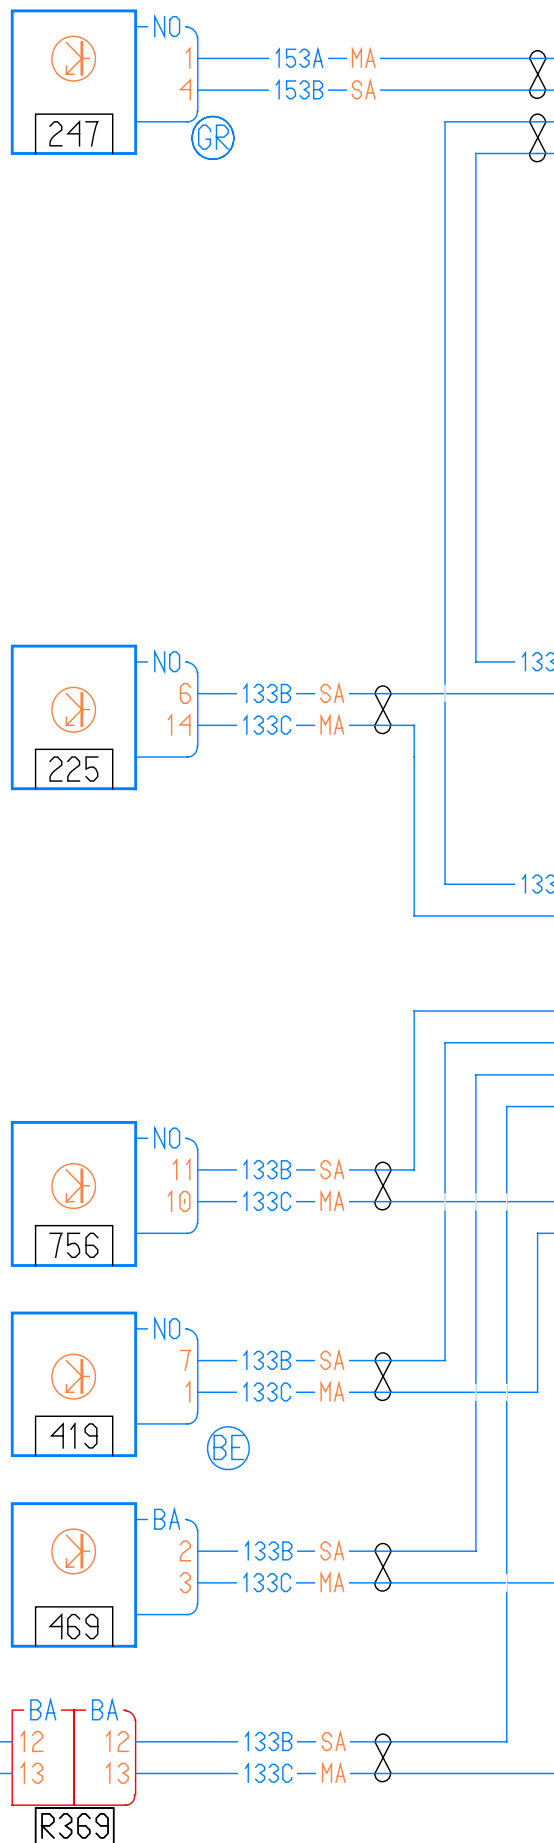 NO
1 153A MA
4 153B SA
247
GR
133
NO
6 133B SA
14 133C MA
225
133
NO
11 133B SA
10 133C MA
756
NO
7 133B SA
1 133C MA
419
BE
BA
2 133B SA
3 133C MA
469
BA BA
12 12 133B SA
13 13 133C MA
R369